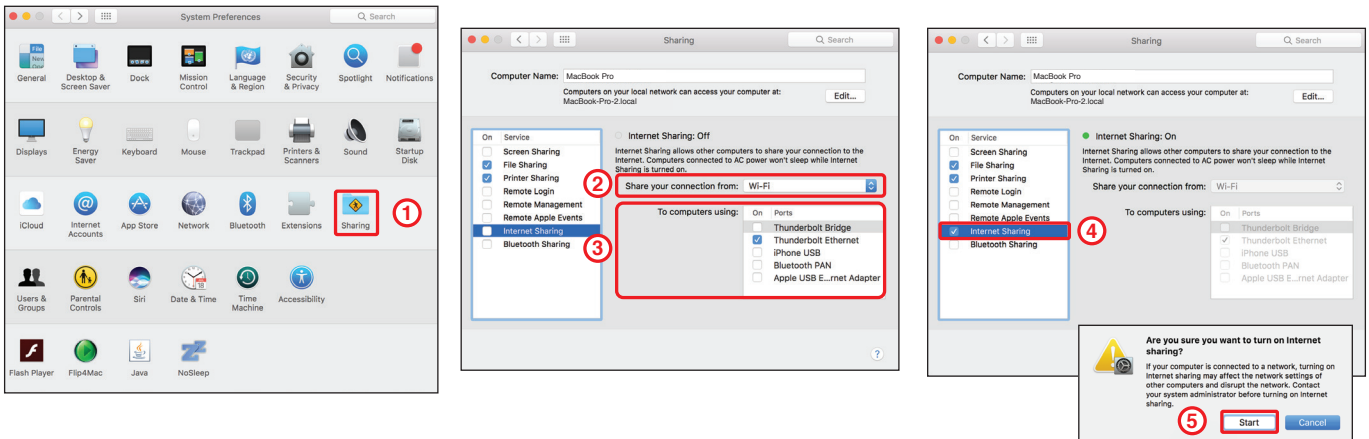 System Preferences
Search
File
New
General
Desktop &
Screen Saver
Dock
Mission
Control
Language
& Region
Security
& Privacy
Spotlight
Notifications
Displays
Energy
Saver
Keyboard
Mouse
Trackpad
Printers &
Scanners
Sound
Startup
Disk
iCloud
Internet
Accounts
App Store
Network
Bluetooth
Extensions
Sharing
1
Users &
Groups
Parental
Controls
Siri
18
Date & Time
Time
Machine
Accessibility
Flash Player
Flip4Mac
Java
NoSleep
Sharing
Search
Computer Name: MacBook Pro
Computers on your local network can access your computer at:
MacBook-Pro-2.local
Edit...
On Service
Screen Sharing
File Sharing
Printer Sharing
Remote Login
Remote Management
Remote Apple Events
Internet Sharing
Bluetooth Sharing
Internet Sharing: Off
Internet Sharing allows other computers to share your connection to the
Internet. Computers connected to AC power won't sleep while Internet
Sharing is turned on.
2
Share your connection from: Wi-Fi
3
To computers using:
On Ports
Thunderbolt Bridge
Thunderbolt Ethernet
iPhone USB
Bluetooth PAN
Apple USB E...rnet Adapter
?
Sharing
Search
Computer Name: MacBook Pro
Computers on your local network can access your computer at:
MacBook-Pro-2.local
Edit...
On Service
Screen Sharing
File Sharing
Printer Sharing
Remote Login
Remote Management
Remote Apple Events
Internet Sharing
Bluetooth Sharing
4
Internet Sharing: On
Internet Sharing allows other computers to share your connection to the
Internet. Computers connected to AC power won't sleep while Internet
Sharing is turned on.
Share your connection from: Wi-Fi
To computers using:
On Ports
Thunderbolt Bridge
Thunderbolt Ethernet
iPhone USB
Bluetooth PAN
Apple USB E...rnet Adapter
Are you sure you want to turn on Internet
sharing?
If your computer is connected to a network, turning on
Internet sharing may affect the network settings of
other computers and disrupt the network. Contact
your system administrator before turning on Internet
sharing.
5
Start
Cancel